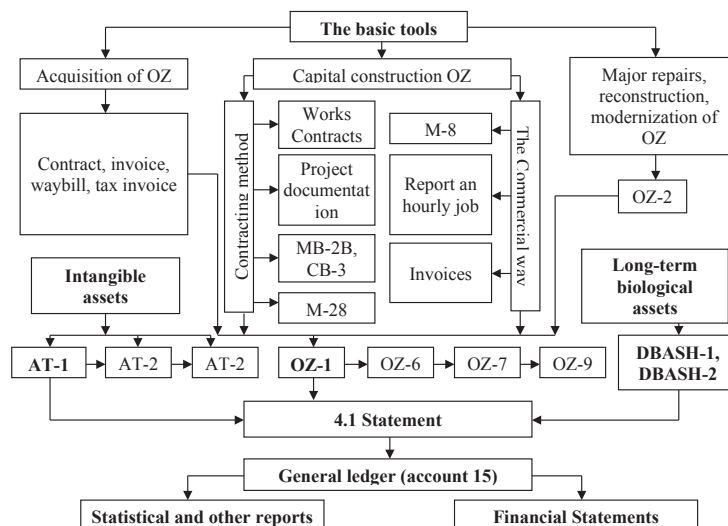 The basic tools
Acquisition of OZ
Capital construction OZ
Major repairs,
reconstruction,
modernization of
OZ
Contract, invoice,
waybill, tax invoice
Contracting method
Works
Contracts
Project
documentat
ion
MB-2B,
CB-3
M-28
M-8
Report an
hourly job
Invoices
The Commercial way
OZ-2
Intangible
assets
Long-term
biological
assets
AT-1
AT-2
AT-2
OZ-1
OZ-6
OZ-7
OZ-9
DBASH-1,
DBASH-2
4.1 Statement
General ledger (account 15)
Statistical and other reports
Financial Statements